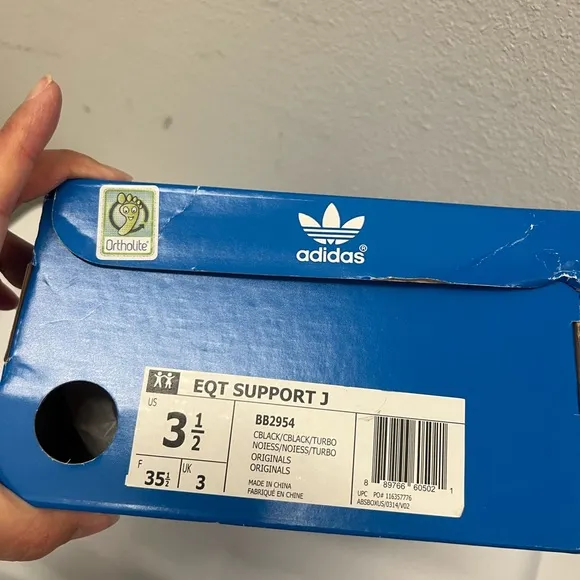 Ortholite®
adidas®
EQT SUPPORT J
US
3 1/2
F
35 1/2
UK
3
BB2954
CBLACK/CBLACK/TURBO
NOIESS/NOIESS/TURBO
ORIGINALS
ORIGINALS
MADE IN CHINA
FABRIQUÉ EN CHINE
8 89766 60502 1
UPC PO# 116357776
ABSBOXUS/0314/V02